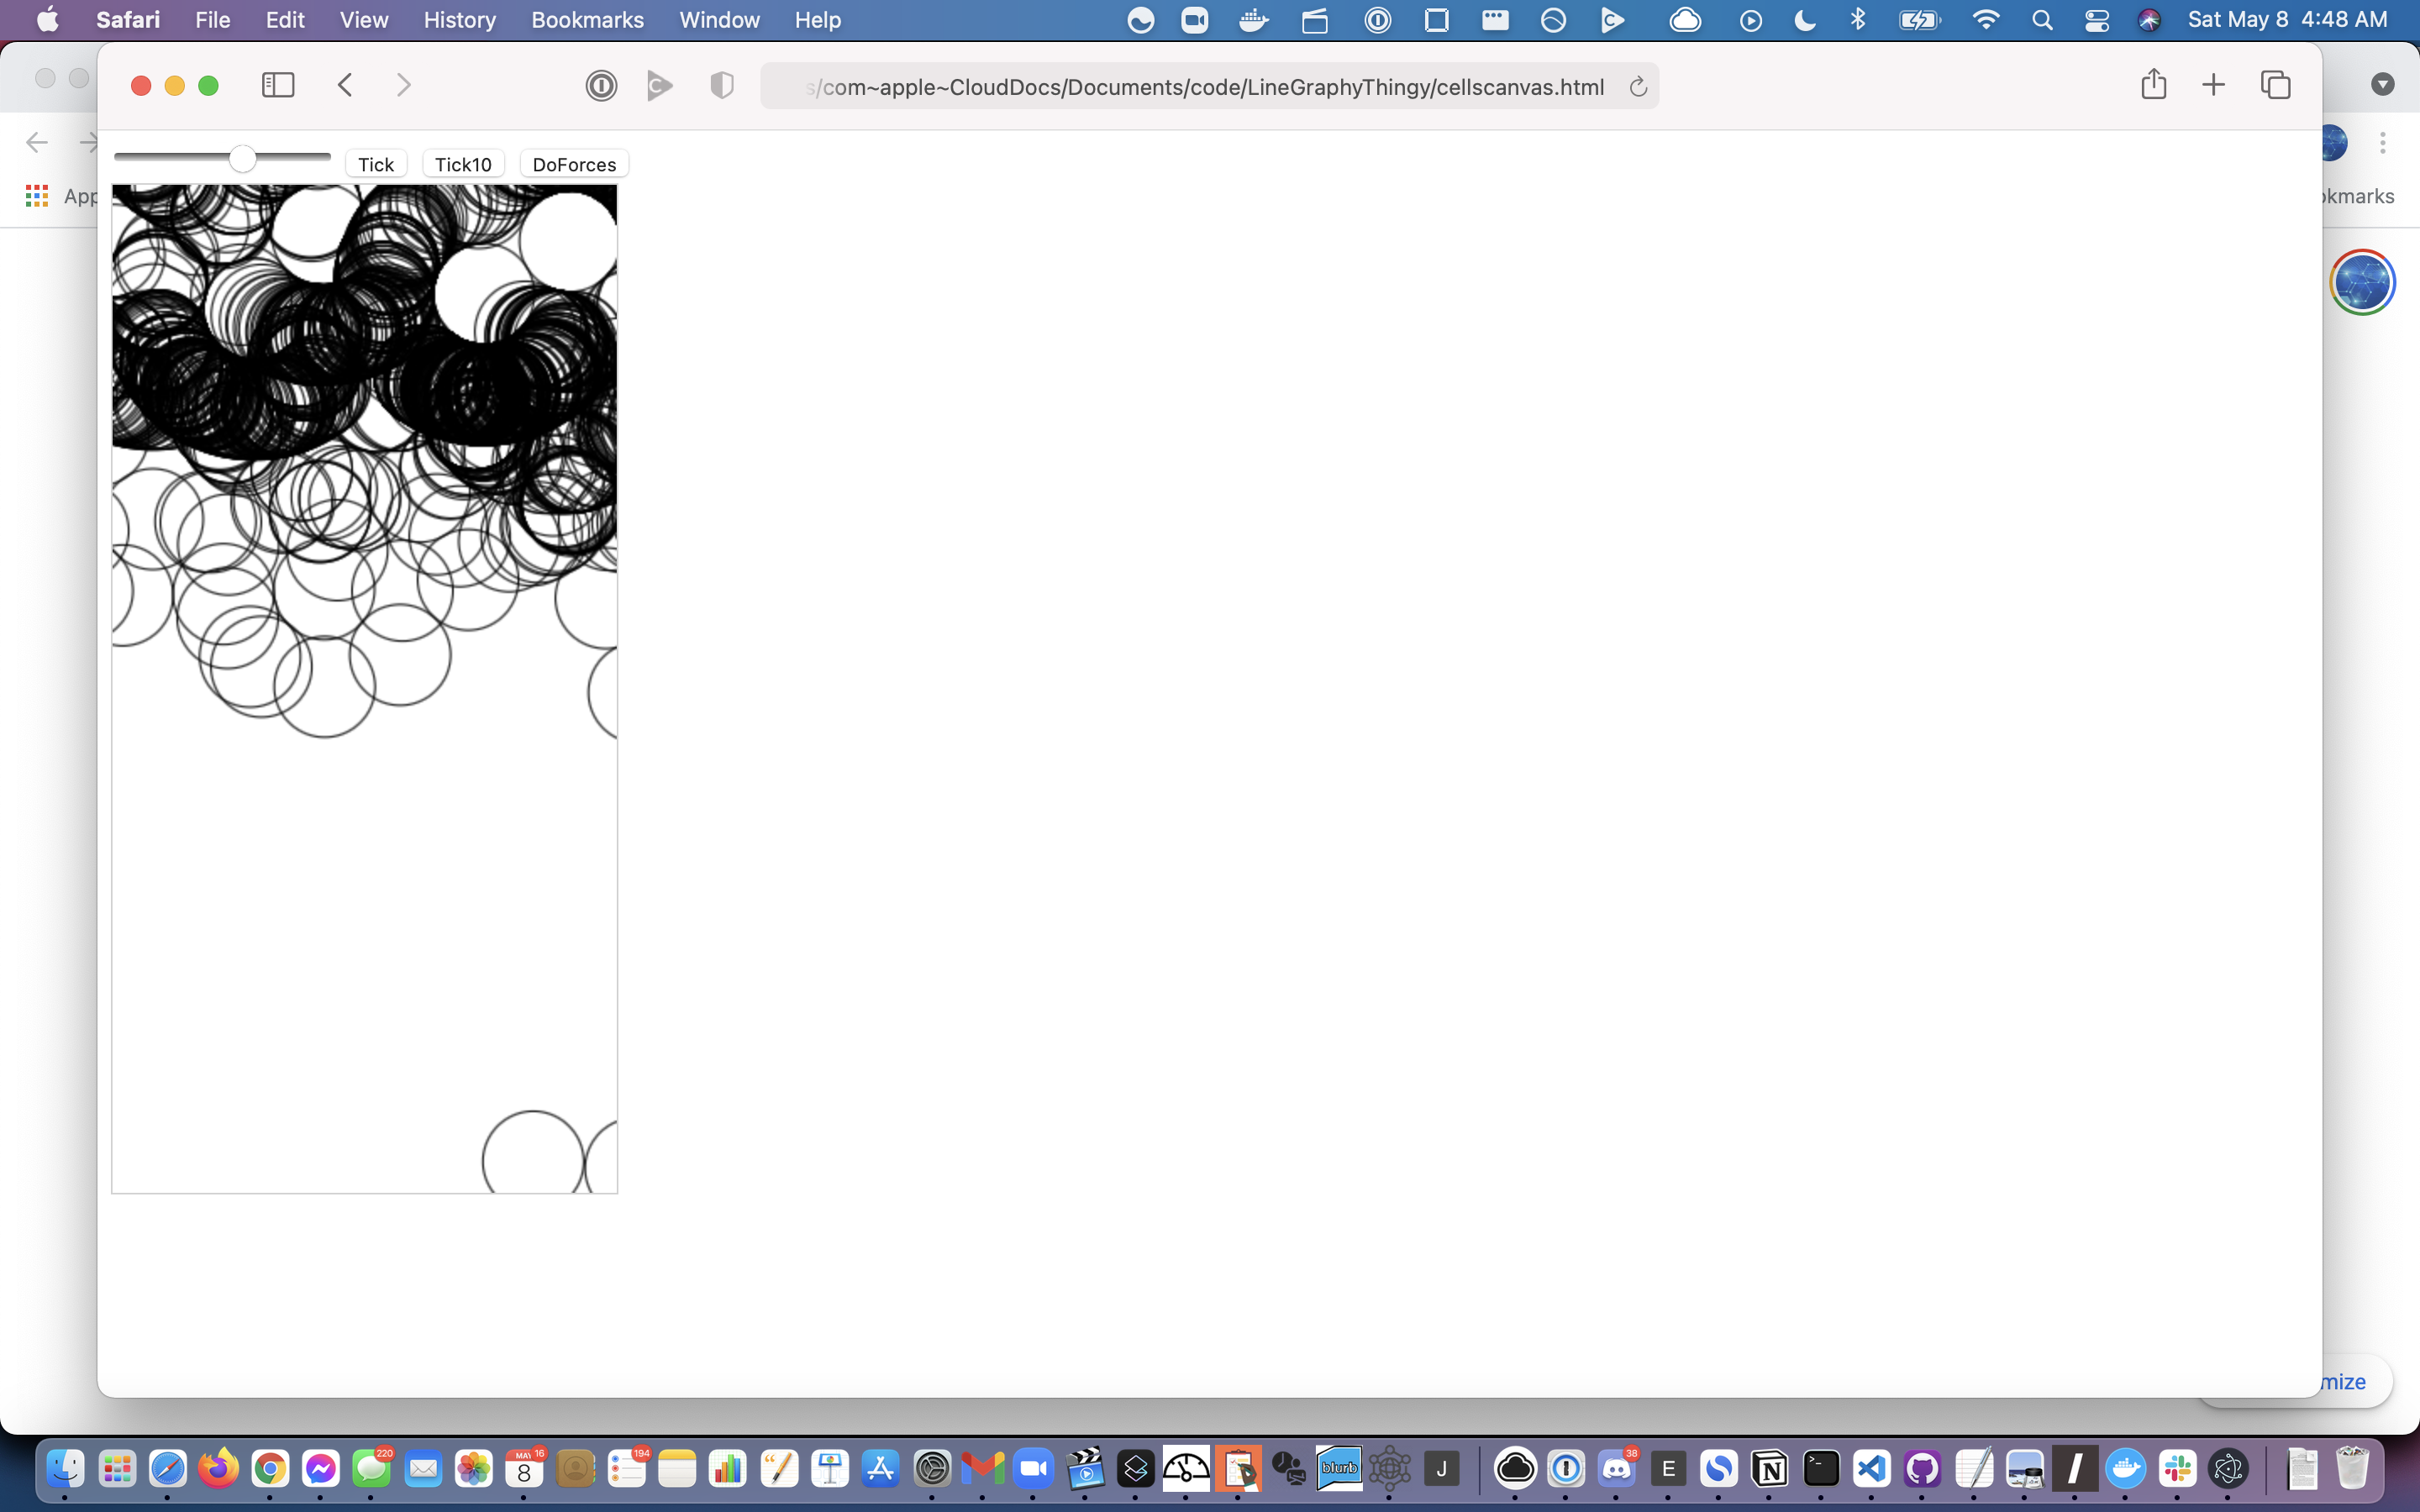 Safari File Edit View History Bookmarks Window Help Sat May 8 4:48 AM
s/com~apple~CloudDocs/Documents/code/LineGraphyThingy/cellscanvas.html
Tick Tick10 DoForces
App
okmarks
mize
220 MAY 16 194 38
8 blurb J E N